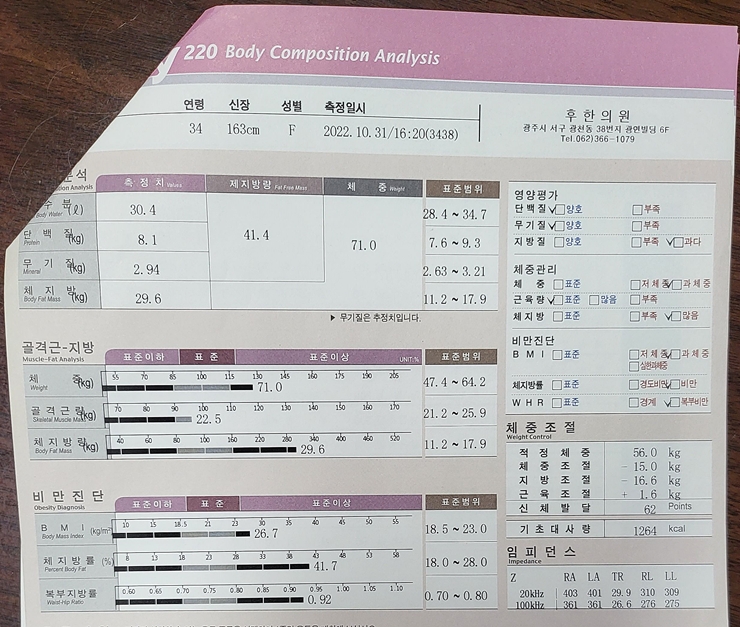 220 Body Composition Analysis
연령 신장 성별 측정일시
34 163cm F 2022.10.31/16:20(3438)
후한의원
광주시 서구 광천동 38번지 광연빌딩 6F
Tel.062)366-1079
측정치 Values 제지방량 Fat Free Mass 체중 Weight 표준범위
수분(ℓ) Body Water 30.4 41.4 71.0 28.4 ~ 34.7
단백질(kg) Protein 8.1 7.6 ~ 9.3
무기질(kg) Mineral 2.94 2.63 ~ 3.21
체지방(kg) Body Fat Mass 29.6 11.2 ~ 17.9
▶ 무기질은 추정치입니다.
골격근-지방
Muscle-Fat Analysis
표준이하 표준 표준이상 UNIT:% 표준범위
체중(kg) Weight 55 70 85 100 115 130 145 160 175 190 205
71.0 47.4 ~ 64.2
골격근량(kg) Skeletal Muscle Mass 70 80 90 100 110 120 130 140 150 160 170
22.5 21.2 ~ 25.9
체지방량(kg) Body Fat Mass 40 60 80 100 160 220 280 340 400 460 520
29.6 11.2 ~ 17.9
비만진단
Obesity Diagnosis
표준이하 표준 표준이상 표준범위
BMI (kg/m²) Body Mass Index 10 15 18.5 21 23 30 35 40 45 50 55
26.7 18.5 ~ 23.0
체지방률 (%) Percent Body Fat 8 13 18 23 28 33 38 43 48 53 58
41.7 18.0 ~ 28.0
복부지방률 Waist-Hip Ratio 0.60 0.65 0.70 0.75 0.80 0.85 0.90 0.95 1.00 1.05 1.10
0.92 0.70 ~ 0.80
영양평가
단백질 양호 부족
무기질 양호 부족
지방질 양호 부족 과다
체중관리
체중 표준 저체중 과체중
근육량 표준 많음 부족
체지방 표준 부족 많음
비만진단
BMI 표준 저체중 과체중
심한과체중
체지방률 표준 경도비만 비만
WHR 표준 경계 복부비만
체중조절
Weight Control
적정체중 56.0 kg
체중조절 - 15.0 kg
지방조절 - 16.6 kg
근육조절 + 1.6 kg
신체발달 62 Points
기초대사량 1264 kcal
임피던스
Impedance
Z RA LA TR RL LL
20kHz 403 401 29.9 310 309
100kHz 361 361 26.6 276 275